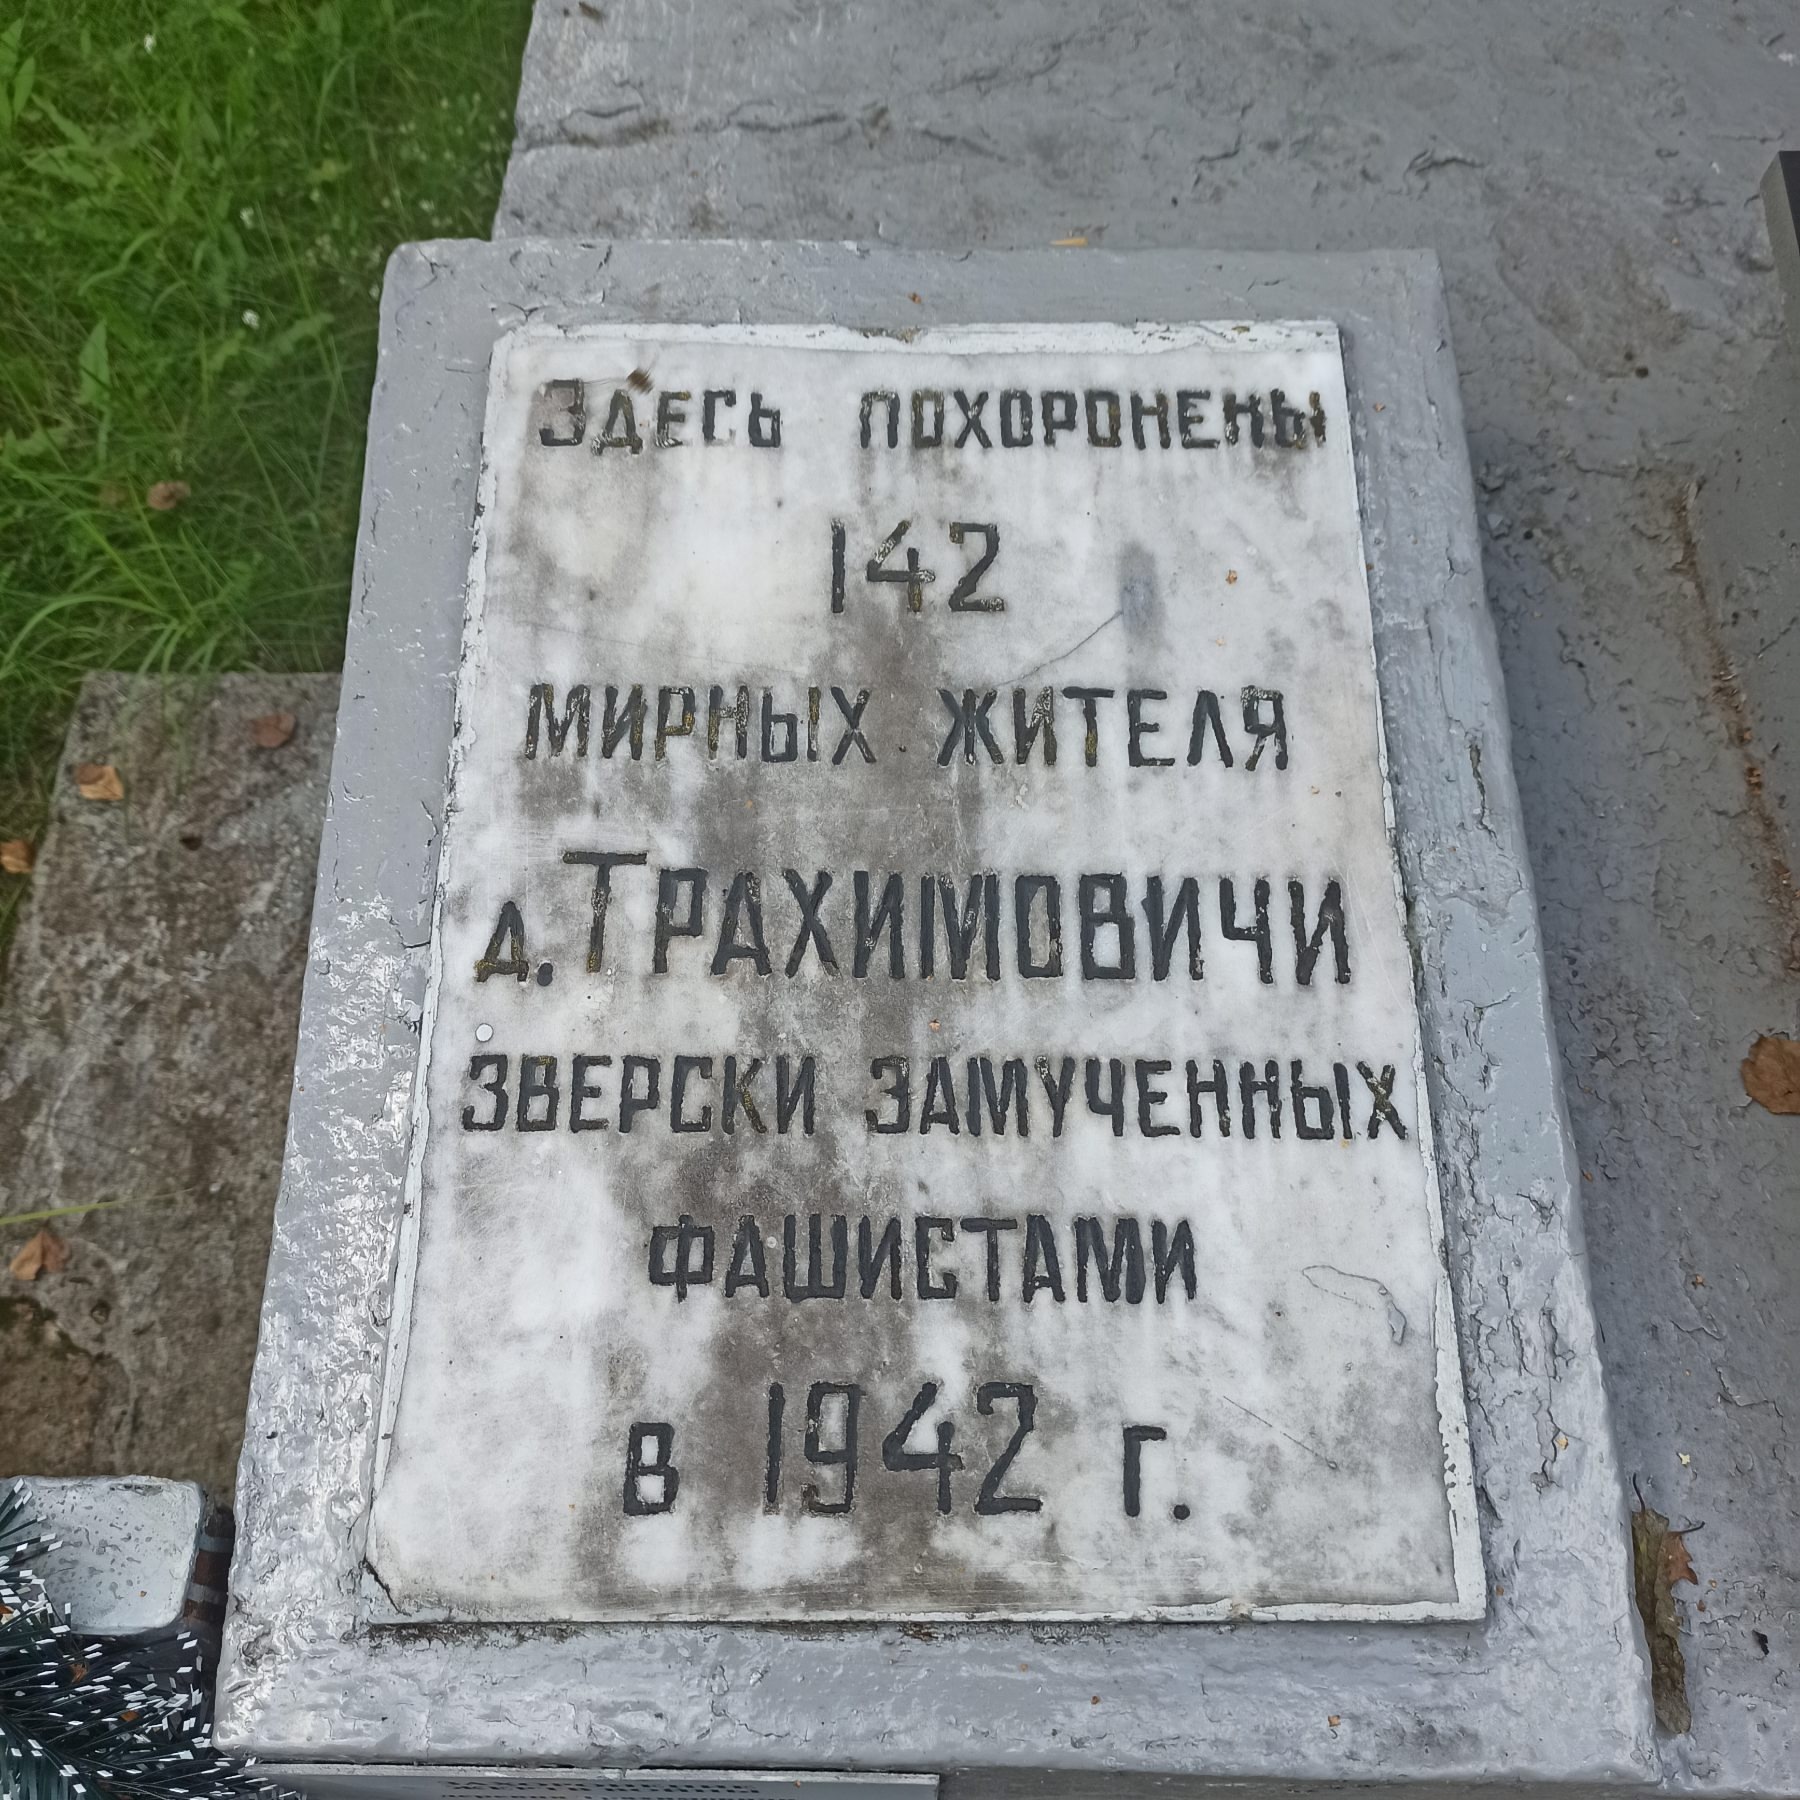 Здесь похоронены
142
мирных жителя
д. Трахимовичи
зверски замученных
фашистами
в 1942 г.